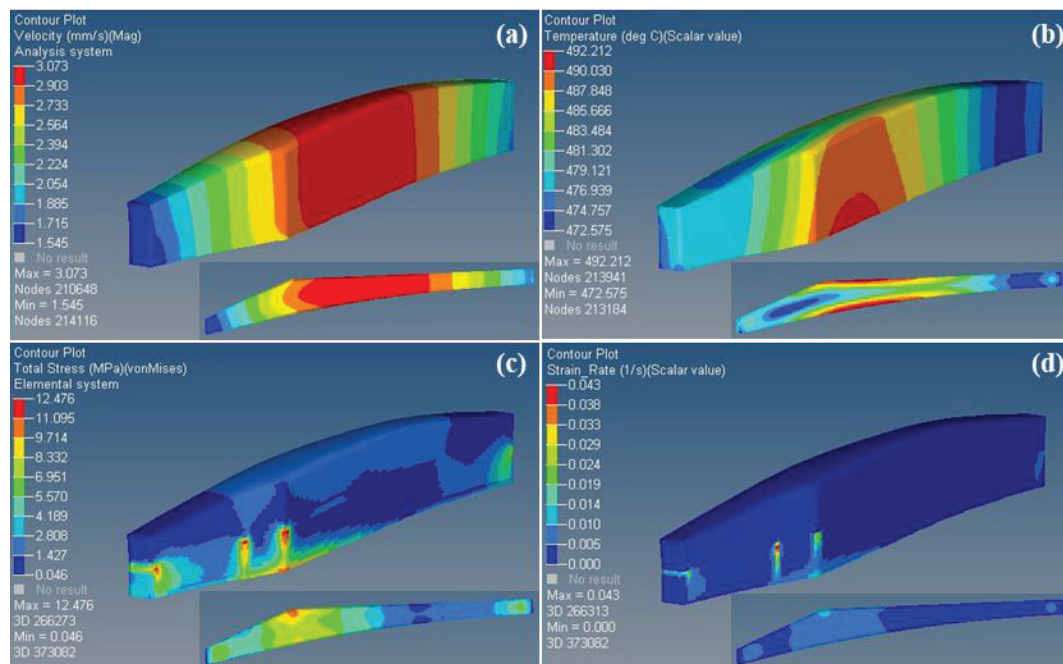 Contour Plot
Velocity (mm/s)(Mag)
Analysis system
3.073
2.903
2.733
2.564
2.394
2.224
2.054
1.885
1.715
1.545
No result
Max = 3.073
Nodes 210648
Min = 1.545
Nodes 214116
(a)
Contour Plot
Temperature (deg C)(Scalar value)
492.212
490.030
487.848
485.666
483.484
481.302
479.121
476.939
474.757
472.575
No result
Max = 492.212
Nodes 213941
Min = 472.575
Nodes 213184
(b)
Contour Plot
Total Stress (MPa)(vonMises)
Elemental system
12.476
11.095
9.714
8.332
6.951
5.570
4.189
2.808
1.427
0.046
No result
Max = 12.476
3D 266273
Min = 0.046
3D 373082
(c)
Contour Plot
Strain_Rate (1/s)(Scalar value)
0.043
0.038
0.033
0.029
0.024
0.019
0.014
0.010
0.005
0.000
No result
Max = 0.043
3D 266313
Min = 0.000
3D 373082
(d)